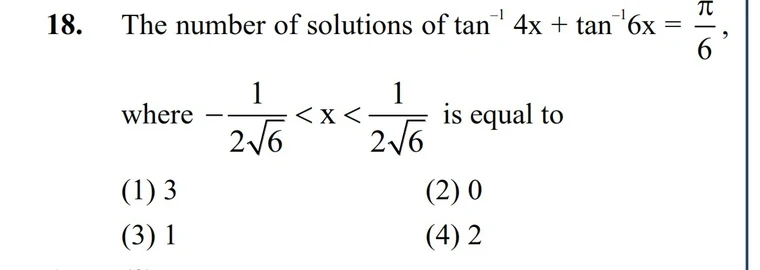 18. The number of solutions of tan⁻¹ 4x + tan⁻¹6x = π/6,
where −1/(2√6) < x < 1/(2√6) is equal to
(1) 3 (2) 0
(3) 1 (4) 2